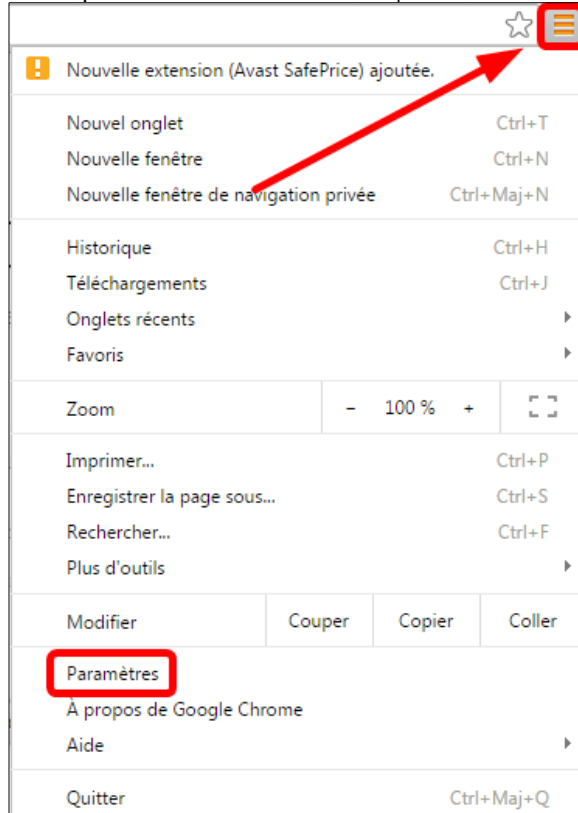 Nouvelle extension (Avast SafePrice) ajoutée.
Nouvel onglet Ctrl+T
Nouvelle fenêtre Ctrl+N
Nouvelle fenêtre de navigation privée Ctrl+Maj+N
Historique Ctrl+H
Téléchargements Ctrl+J
Onglets récents
Favoris
Zoom - 100 % +
Imprimer... Ctrl+P
Enregistrer la page sous... Ctrl+S
Rechercher... Ctrl+F
Plus d'outils
Modifier Couper Copier Coller
Paramètres
À propos de Google Chrome
Aide
Quitter Ctrl+Maj+Q